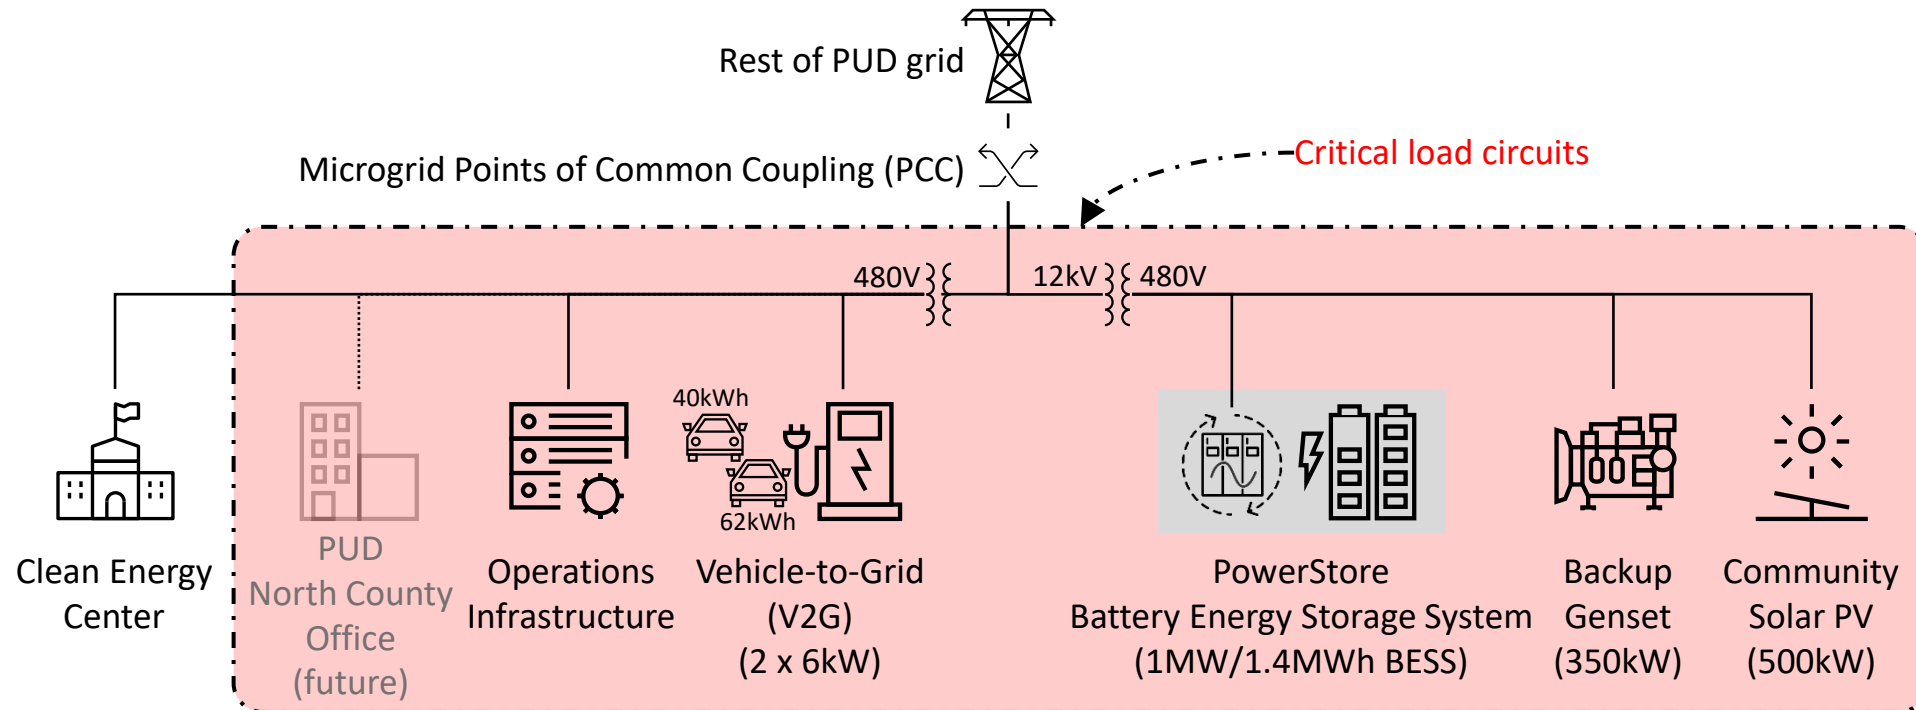 Rest of PUD grid
Microgrid Points of Common Coupling (PCC)
Critical load circuits
480V
12kV
480V
40kWh
62kWh
Clean Energy
Center
PUD
North County
Office
(future)
Operations
Infrastructure
Vehicle-to-Grid
(V2G)
(2 x 6kW)
PowerStore
Battery Energy Storage System
(1MW/1.4MWh BESS)
Backup
Genset
(350kW)
Community
Solar PV
(500kW)